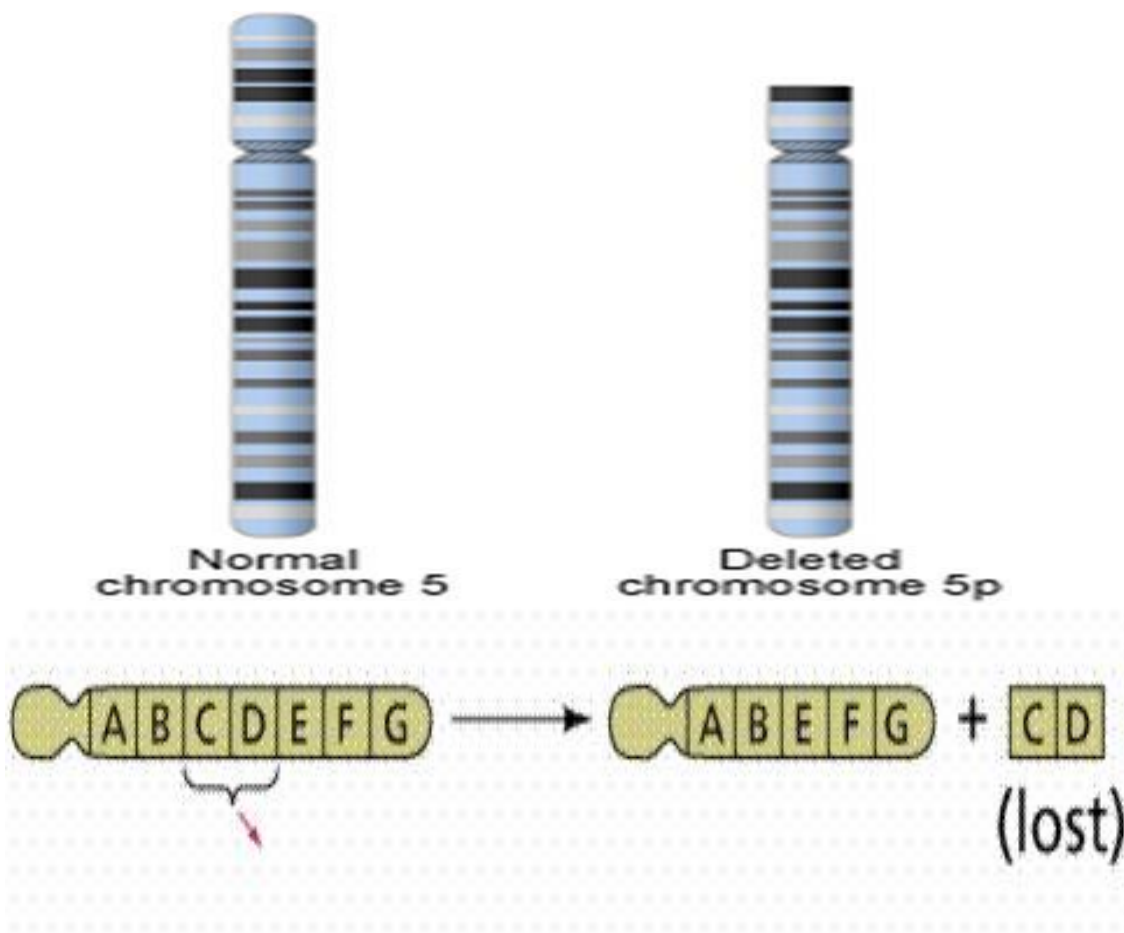 Normal
chromosome 5
Deleted
chromosome 5p
A B C D E F G
A B E F G + C D
(lost)